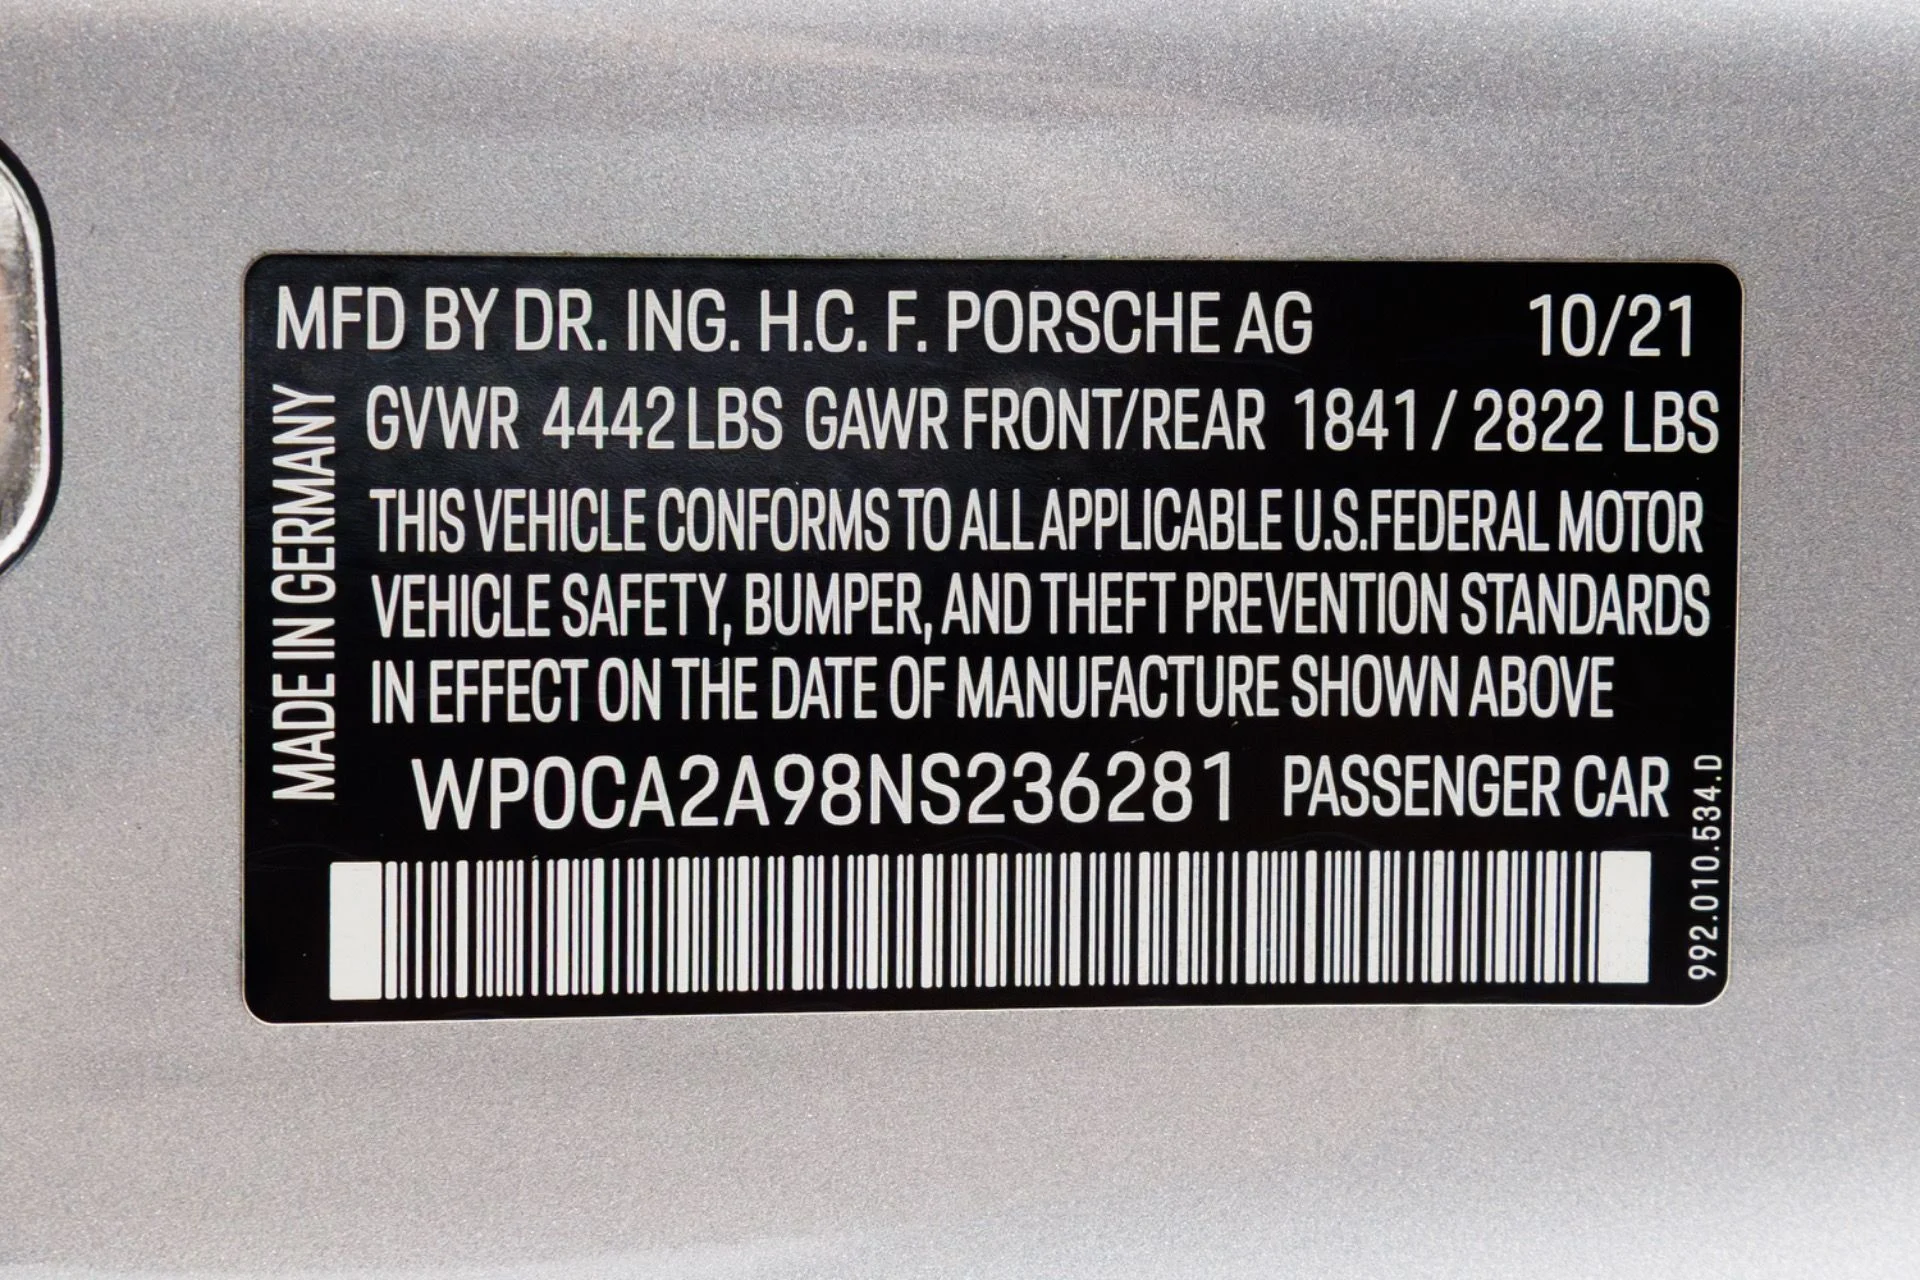 MFD BY DR. ING. H.C. F. PORSCHE AG 10/21
GVWR 4442 LBS GAWR FRONT/REAR 1841 / 2822 LBS
THIS VEHICLE CONFORMS TO ALL APPLICABLE U.S.FEDERAL MOTOR
VEHICLE SAFETY, BUMPER, AND THEFT PREVENTION STANDARDS
IN EFFECT ON THE DATE OF MANUFACTURE SHOWN ABOVE
MADE IN GERMANY
WP0CA2A98NS236281 PASSENGER CAR
992.010.534.D